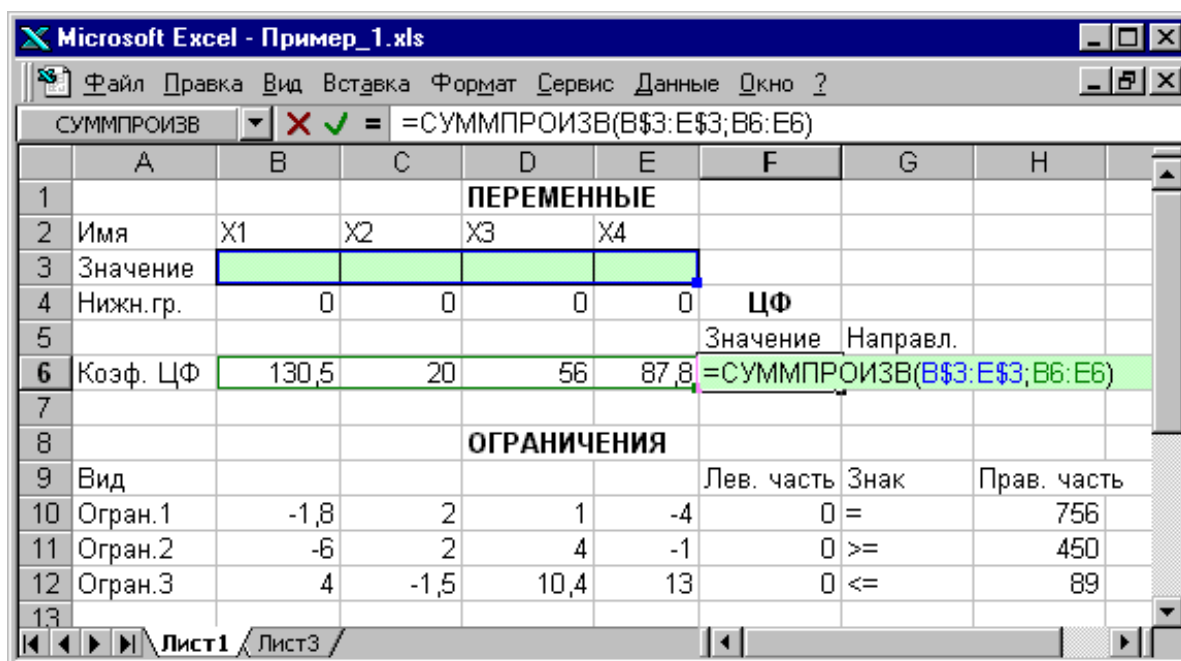 Microsoft Excel - Пример_1.xls
Файл Правка Вид Вставка Формат Сервис Данные Окно ?
СУММПРОИЗВ = =СУММПРОИЗВ(B$3:E$3;B6:E6)
A B C D E F G H
1 ПЕРЕМЕННЫЕ
2 Имя X1 X2 X3 X4
3 Значение
4 Нижн.гр. 0 0 0 0 ЦФ
5 Значение Направл.
6 Коэф. ЦФ 130,5 20 56 87,8 =СУММПРОИЗВ(B$3:E$3;B6:E6)
7
8 ОГРАНИЧЕНИЯ
9 Вид Лев. часть Знак Прав. часть
10 Огран.1 -1,8 2 1 -4 0 = 756
11 Огран.2 -6 2 4 -1 0 >= 450
12 Огран.3 4 -1,5 10,4 13 0 <= 89
13
Лист1 Лист3